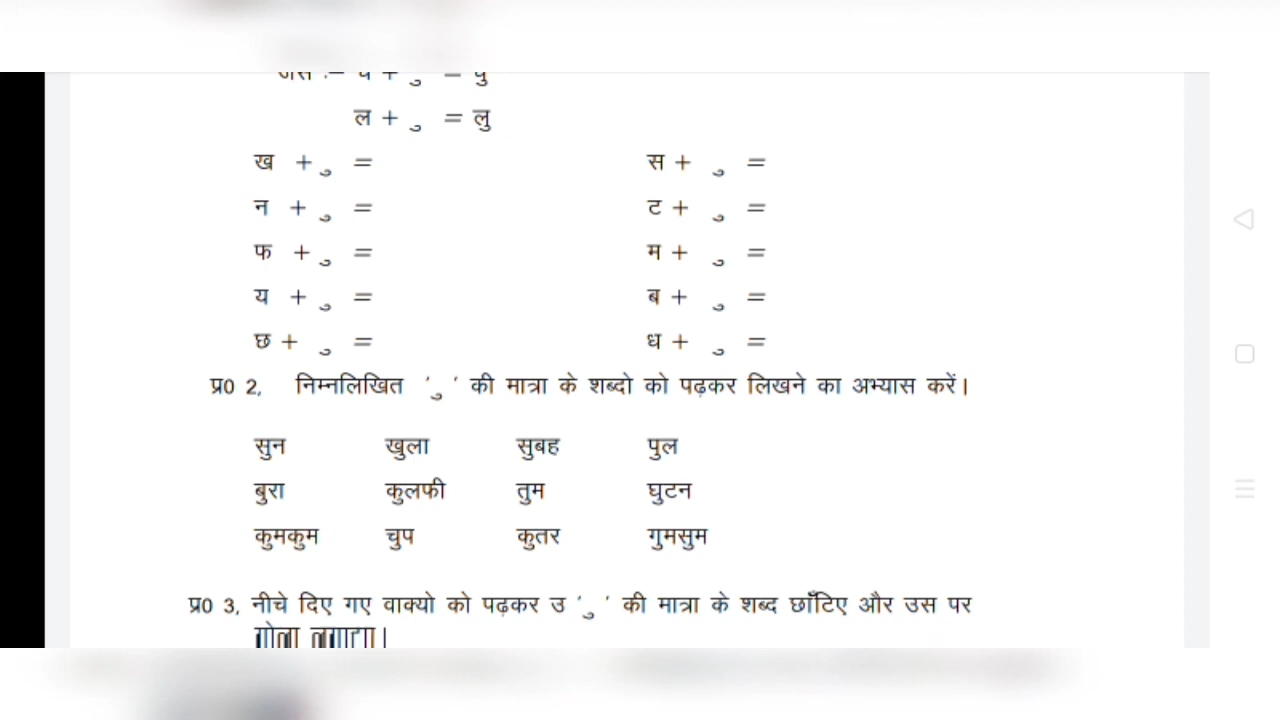 + ु = चु
ल + ु = लु
ख + ु = स + ु =
न + ु = ट + ु =
फ + ु = म + ु =
य + ु = ब + ु =
छ + ु = ध + ु =
प्र0 2, निम्नलिखित ' ु ' की मात्रा के शब्दो को पढ़कर लिखने का अभ्यास करें।
सुन खुला सुबह पुल
बुरा कुलफी तुम घुटन
कुमकुम चुप कुतर गुमसुम
प्र0 3, नीचे दिए गए वाक्यो को पढ़कर उ ' ु ' की मात्रा के शब्द छाँटिए और उस पर